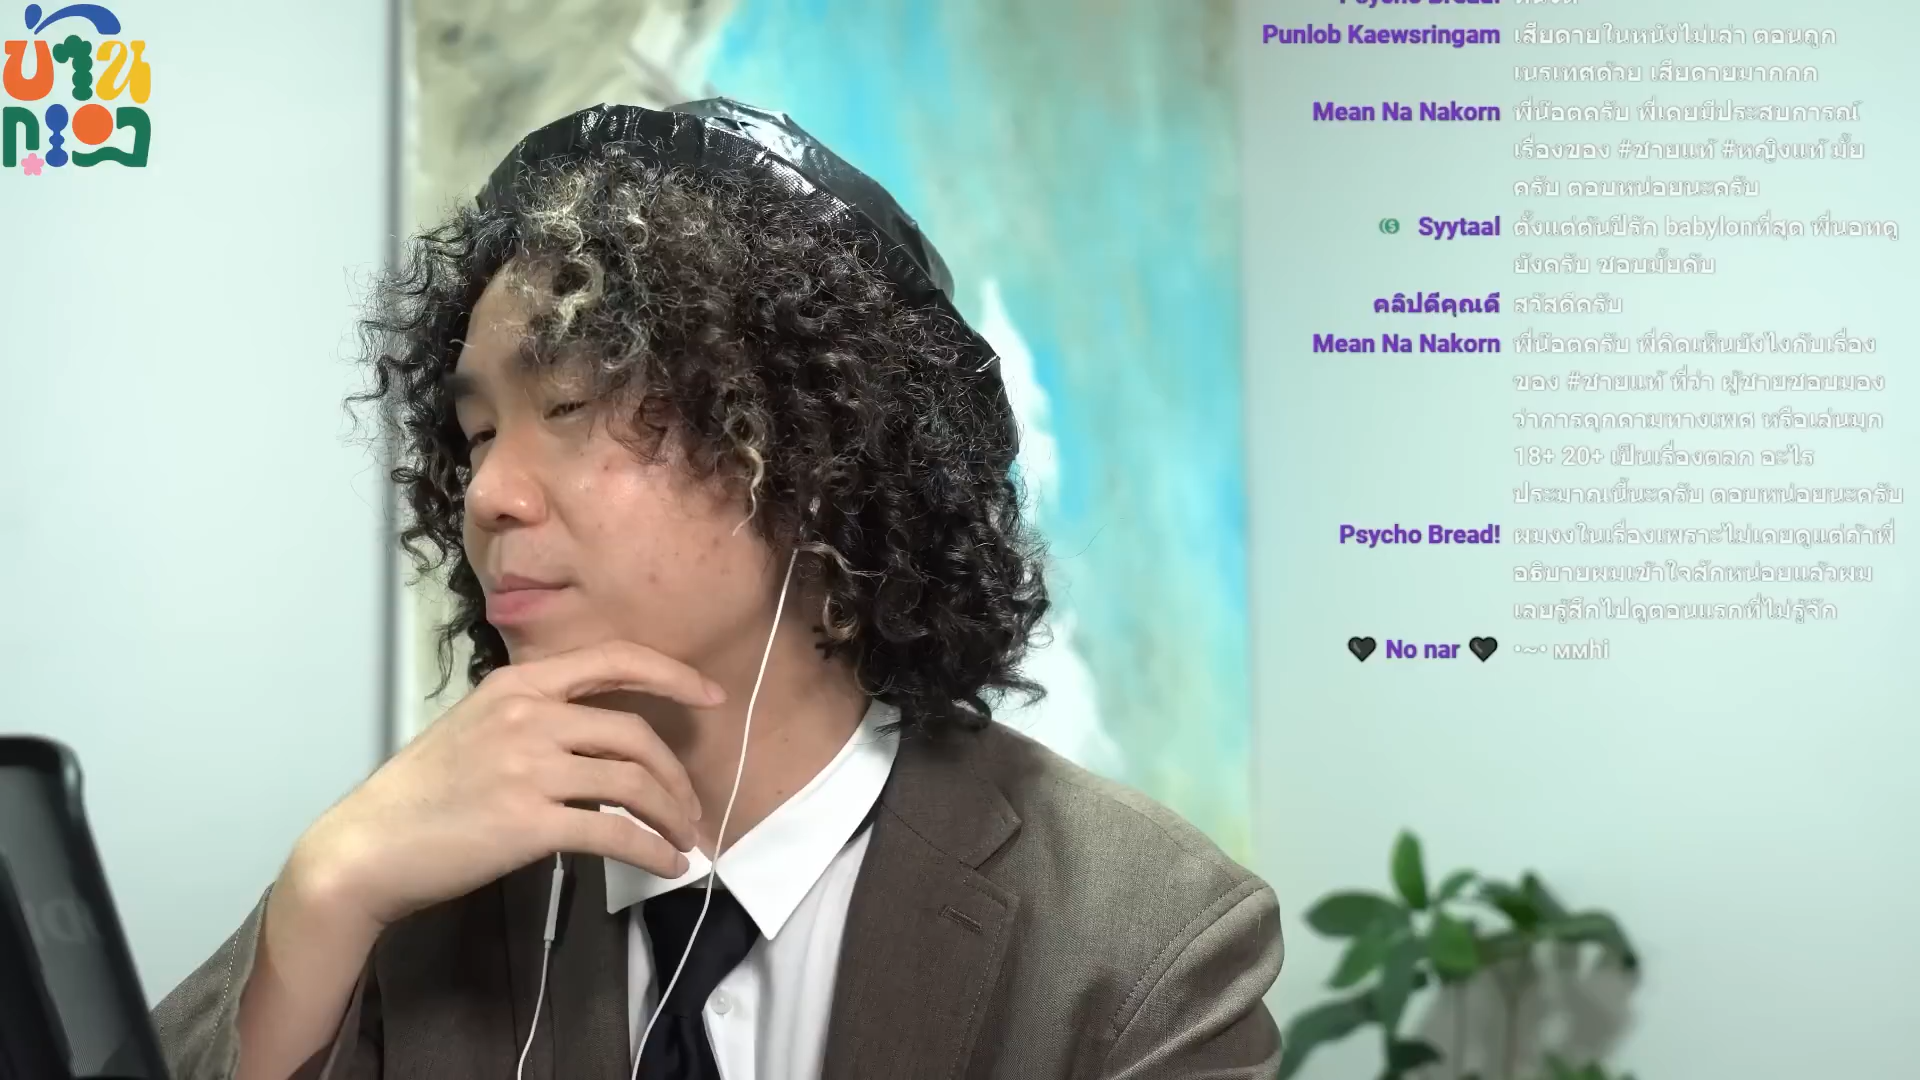 บ้าน
กูเอง
Punlob Kaewsringam เสียดายในหนังไม่เล่า ตอนถูก
เนรเทศด้วย เสียดายมากกก
Mean Na Nakorn พี่น๊อตครับ พี่เคยมีประสบการณ์
เรื่องของ #ชายแท้ #หญิงแท้ มั้ย
ครับ ตอบหน่อยนะครับ
Syytaal ตั้งแต่ต้นปีรัก babylonที่สุด พี่นอทดู
ยังครับ ชอบมั้ยคับ
คลิปดีคุณดี สวัสดีครับ
Mean Na Nakorn พี่น๊อตครับ พี่คิดเห็นยังไงกับเรื่อง
ของ #ชายแท้ ที่ว่า ผู้ชายชอบมอง
ว่าการคุกคามทางเพศ หรือเล่นมุก
18+ 20+ เป็นเรื่องตลก อะไร
ประมาณนี้นะครับ ตอบหน่อยนะครับ
Psycho Bread! ผมงงในเรื่องเพราะไม่เคยดูแต่ถ้าพี่
อธิบายผมเข้าใจสักหน่อยแล้วผม
เลยรู้สึกไปดูตอนแรกที่ไม่รู้จัก
🖤 No nar 🖤 •~• ммhi